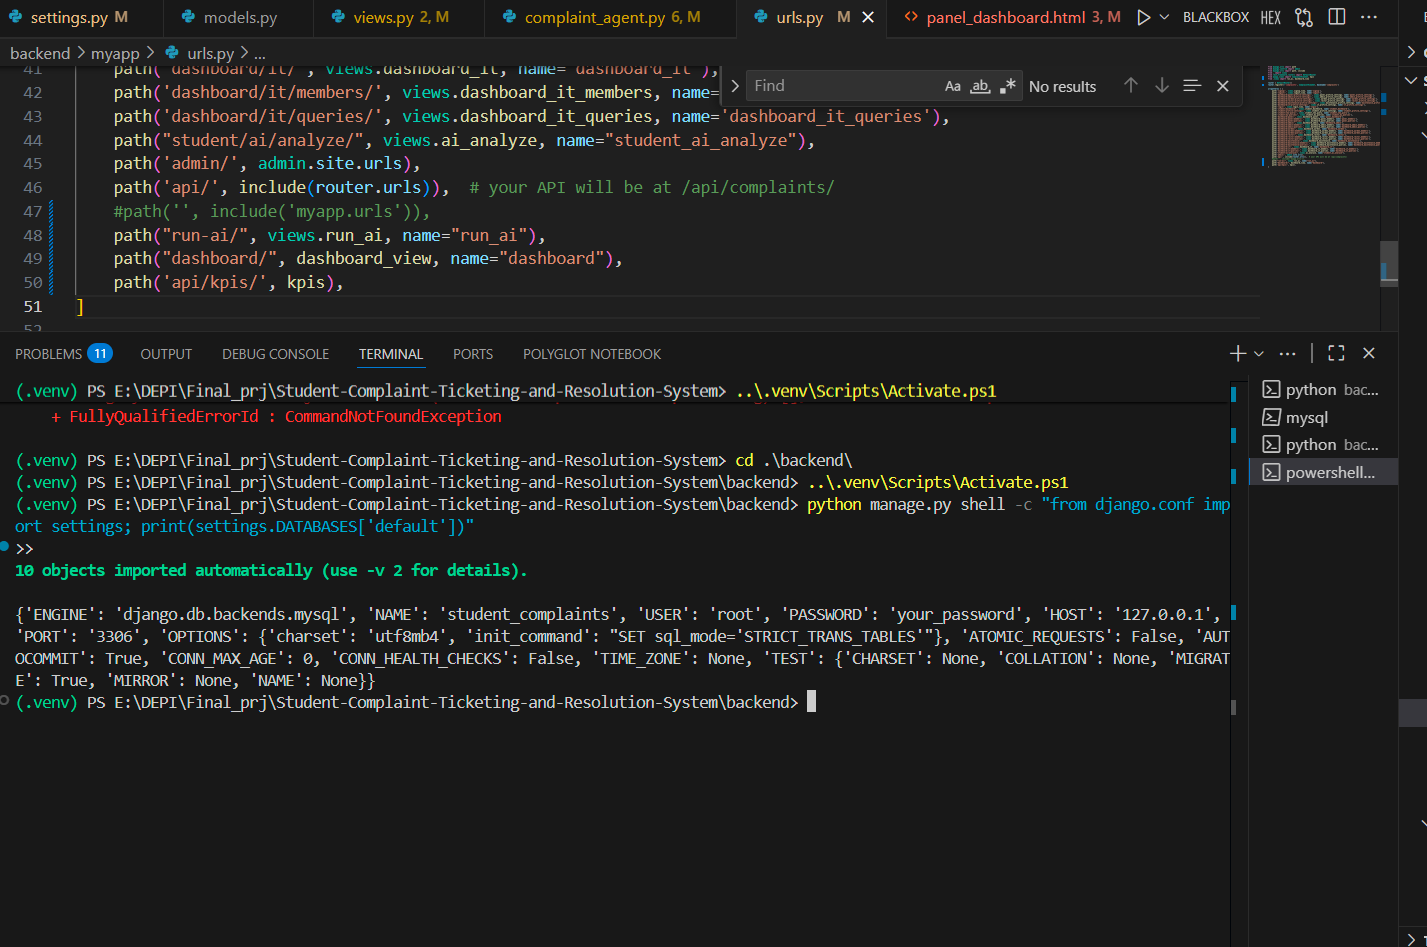 settings.py M models.py views.py 2, M complaint_agent.py 6, M urls.py M panel_dashboard.html 3, M BLACKBOX HEX
backend > myapp > urls.py > ...
41 path('dashboard/it/', views.dashboard_it, name='dashboard_it'),
Find Aa ab No results
42 path('dashboard/it/members/', views.dashboard_it_members, name=
43 path('dashboard/it/queries/', views.dashboard_it_queries, name='dashboard_it_queries'),
44 path("student/ai/analyze/", views.ai_analyze, name="student_ai_analyze"),
45 path('admin/', admin.site.urls),
46 path('api/', include(router.urls)),  # your API will be at /api/complaints/
47 #path('', include('myapp.urls')),
48 path("run-ai/", views.run_ai, name="run_ai"),
49 path("dashboard/", dashboard_view, name="dashboard"),
50 path('api/kpis/', kpis),
51 ]
52
PROBLEMS 11 OUTPUT DEBUG CONSOLE TERMINAL PORTS POLYGLOT NOTEBOOK
(.venv) PS E:\DEPI\Final_prj\Student-Complaint-Ticketing-and-Resolution-System> ..\.venv\Scripts\Activate.ps1
+ FullyQualifiedErrorId : CommandNotFoundException
(.venv) PS E:\DEPI\Final_prj\Student-Complaint-Ticketing-and-Resolution-System> cd .\backend\
(.venv) PS E:\DEPI\Final_prj\Student-Complaint-Ticketing-and-Resolution-System\backend> ..\.venv\Scripts\Activate.ps1
(.venv) PS E:\DEPI\Final_prj\Student-Complaint-Ticketing-and-Resolution-System\backend> python manage.py shell -c "from django.conf imp
ort settings; print(settings.DATABASES['default'])"
>>
10 objects imported automatically (use -v 2 for details).
{'ENGINE': 'django.db.backends.mysql', 'NAME': 'student_complaints', 'USER': 'root', 'PASSWORD': 'your_password', 'HOST': '127.0.0.1',
'PORT': '3306', 'OPTIONS': {'charset': 'utf8mb4', 'init_command': "SET sql_mode='STRICT_TRANS_TABLES'"}, 'ATOMIC_REQUESTS': False, 'AUT
OCOMMIT': True, 'CONN_MAX_AGE': 0, 'CONN_HEALTH_CHECKS': False, 'TIME_ZONE': None, 'TEST': {'CHARSET': None, 'COLLATION': None, 'MIGRAT
E': True, 'MIRROR': None, 'NAME': None}}
(.venv) PS E:\DEPI\Final_prj\Student-Complaint-Ticketing-and-Resolution-System\backend>
python bac...
mysql
python bac...
powershell...